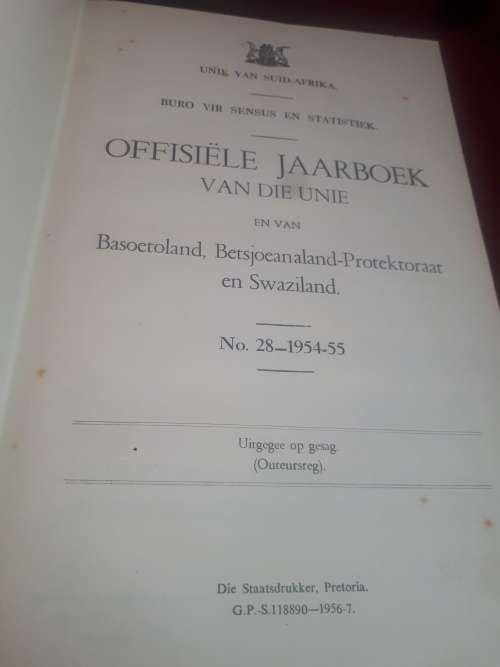 UNIE VAN SUID-AFRIKA.
BURO VIR SENSUS EN STATISTIEK.
OFFISIËLE JAARBOEK
VAN DIE UNIE
EN VAN
Basoetoland, Betsjoeanaland-Protektoraat
en Swaziland.
No. 28—1954-55
Uitgegee op gesag.
(Outeursreg).
Die Staatsdrukker, Pretoria.
G.P.-S.118890—1956-7.